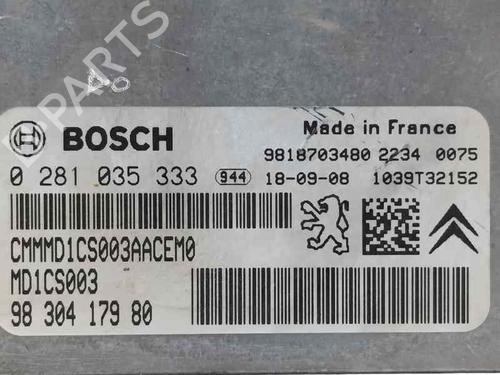 B PARTS
BOSCH
Made in France
9818703480 2234 0075
0 281 035 333 944 18-09-08 1039T32152
CMMMD1CS003AACEM0
MD1CS003
98 304 179 80